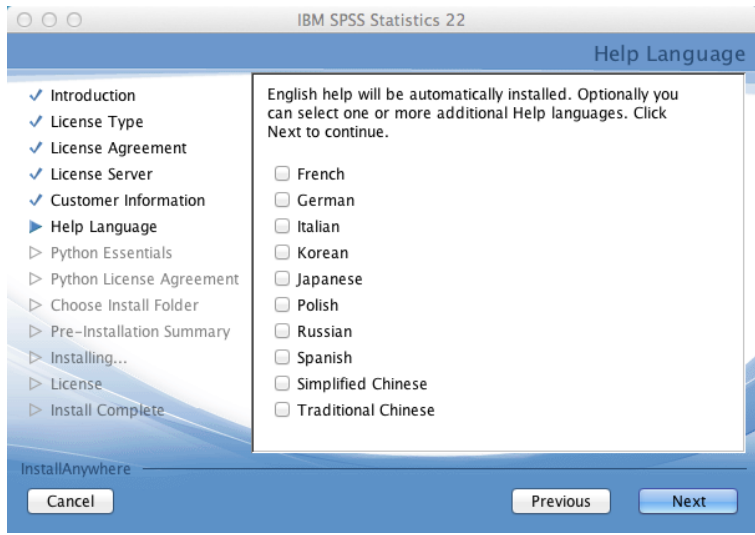 IBM SPSS Statistics 22
Help Language
Introduction
License Type
License Agreement
License Server
Customer Information
Help Language
Python Essentials
Python License Agreement
Choose Install Folder
Pre-Installation Summary
Installing...
License
Install Complete
English help will be automatically installed. Optionally you
can select one or more additional Help languages. Click
Next to continue.
French
German
Italian
Korean
Japanese
Polish
Russian
Spanish
Simplified Chinese
Traditional Chinese
InstallAnywhere
Cancel
Previous
Next